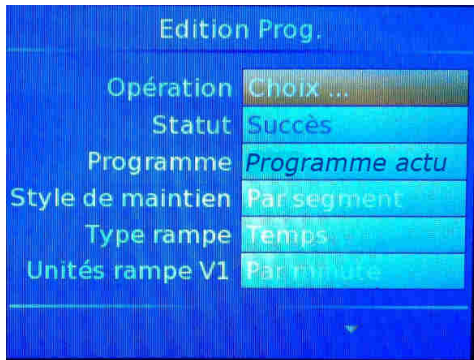 Edition Prog.
Opération Choix ...
Statut Succès
Programme Programme actu
Style de maintien Par segment
Type rampe Temps
Unités rampe V1 Par minute